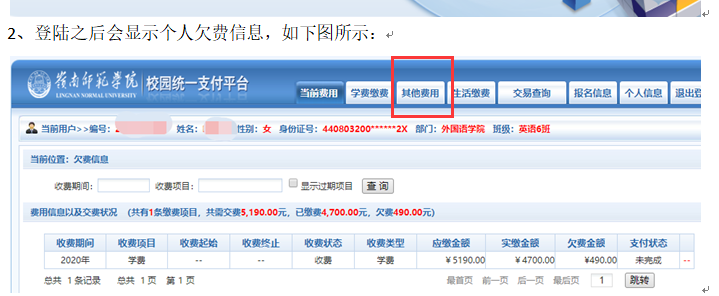 2、登陆之后会显示个人欠费信息，如下图所示：
嶺南师范學院 校园统一支付平台
LINGNAN NORMAL UNIVERSITY
当前费用 学费缴费 其他费用 生活缴费 交易查询 报名信息 个人信息 退出登
当前用户>>编号： 姓名： 性别：女 身份证号：440803200******2X 部门：外国语学院 班级：英语6班
当前位置：欠费信息
收费期间： 收费项目： 显示过期项目 查 询
费用信息以及交费状况 (共有1条缴费项目，共需交费5,190.00元，已缴费4,700.00元，欠费490.00元)
收费期间 收费项目 收费起始 收费终止 收费状态 收费类型 应缴金额 实缴金额 欠费金额 支付状态
2020年 学费 -- -- 收费 学费 ￥5190.00 ￥4700.00 ¥490.00 未完成 --
总共 1 条记录 总共 1 页 第 1 页 最首页 前一页 后一页 最后页 1 跳转